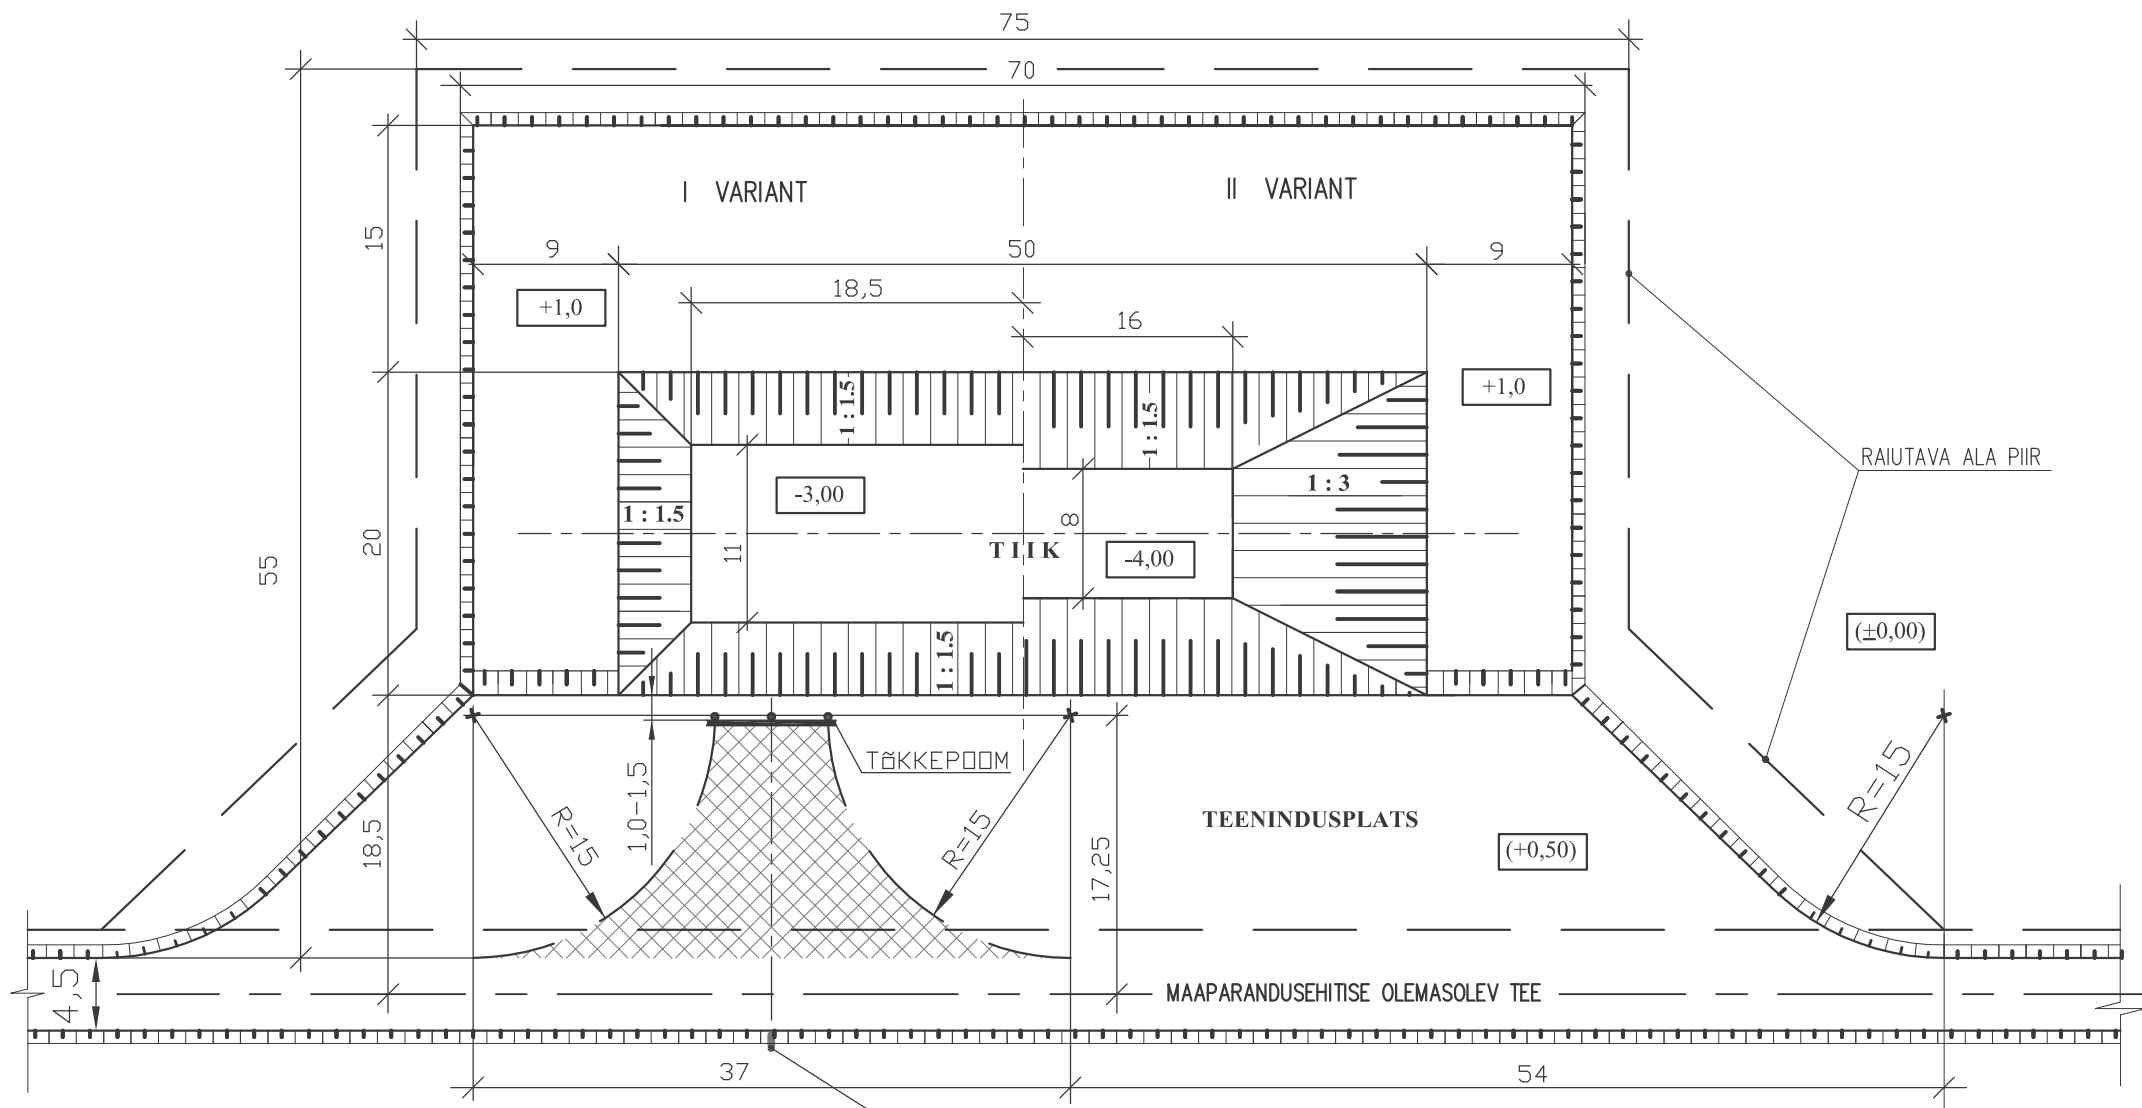 75
70
I VARIANT
II VARIANT
15
9
50
9
18,5
+1,0
16
+1,0
1 : 1.5
1 : 1.5
RAIUTAVA ALA PIIR
-3,00
1 : 3
1 : 1.5
8
20
11
TIIK
-4,00
55
(±0,00)
1 : 1.5
TÕKKEPOOM
R=15
1,0-1,5
R=15
R=15
TEENINDUSPLATS
18,5
17,25
(+0,50)
4,5
MAAPARANDUSEHITISE OLEMASOLEV TEE
37
54